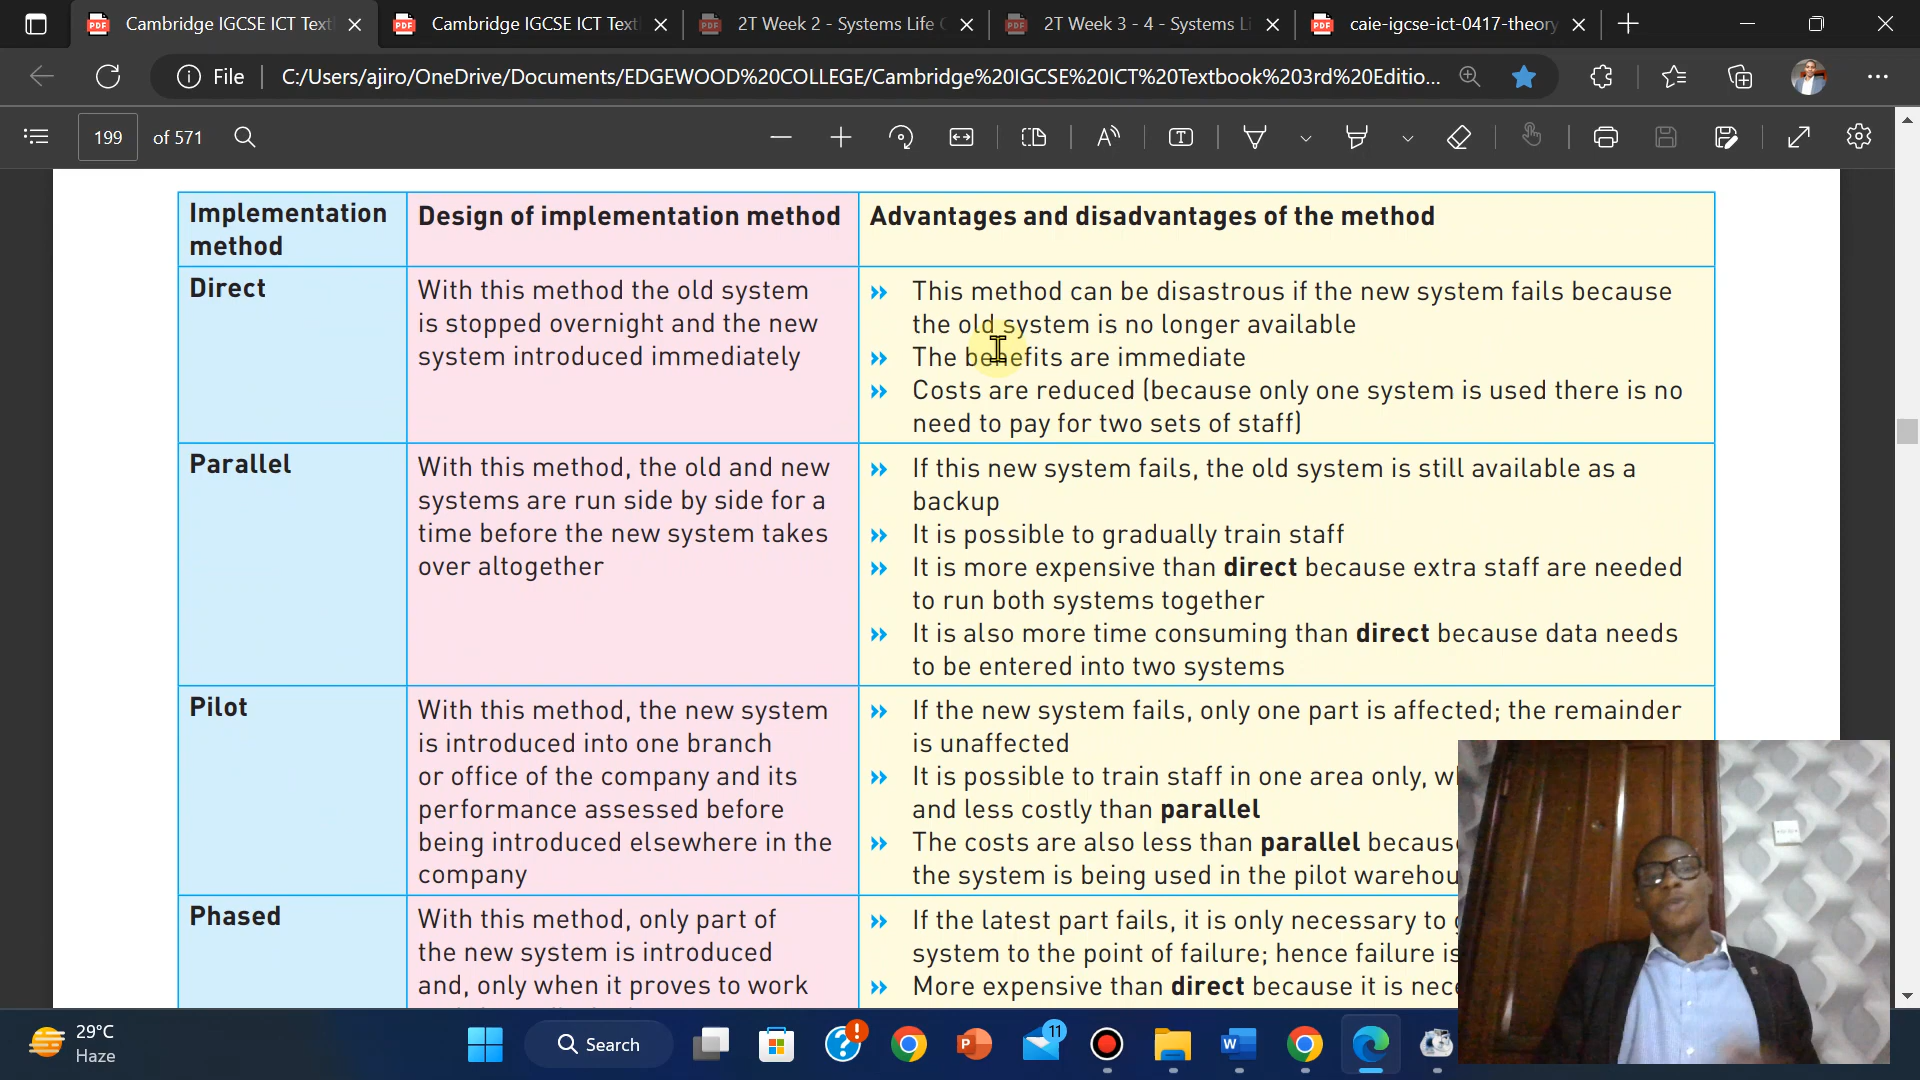 Cambridge IGCSE ICT Text
Cambridge IGCSE ICT Text
2T Week 2 - Systems Life C
2T Week 3 - 4 - Systems Li
caie-igcse-ict-0417-theory
File
C:/Users/ajiro/OneDrive/Documents/EDGEWOOD%20COLLEGE/Cambridge%20IGCSE%20ICT%20Textbook%203rd%20Editio...
199 of 571
Implementation
method
Design of implementation method
Advantages and disadvantages of the method
Direct
With this method the old system
is stopped overnight and the new
system introduced immediately
» This method can be disastrous if the new system fails because
the old system is no longer available
» The benefits are immediate
» Costs are reduced (because only one system is used there is no
need to pay for two sets of staff)
Parallel
With this method, the old and new
systems are run side by side for a
time before the new system takes
over altogether
» If this new system fails, the old system is still available as a
backup
» It is possible to gradually train staff
» It is more expensive than direct because extra staff are needed
to run both systems together
» It is also more time consuming than direct because data needs
to be entered into two systems
Pilot
With this method, the new system
is introduced into one branch
or office of the company and its
performance assessed before
being introduced elsewhere in the
company
» If the new system fails, only one part is affected; the remainder
is unaffected
» It is possible to train staff in one area only,
and less costly than parallel
» The costs are also less than parallel
the system is being used in the pilot
Phased
With this method, only part of
the new system is introduced
and, only when it proves to work
» If the latest part fails, it is only necessary to
system to the point of failure; hence failure
» More expensive than direct because it is
29°C
Haze
Search
11